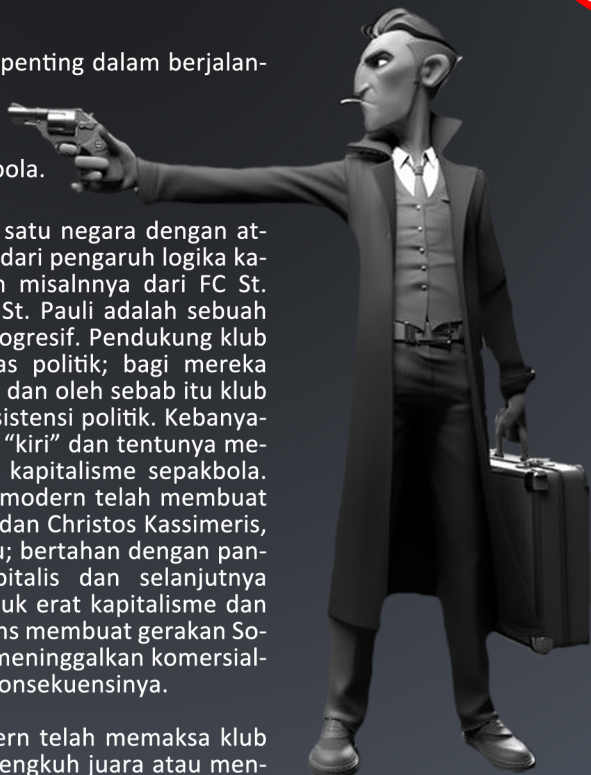 penting dalam berjalan-
bola.
satu negara dengan at-
dari pengaruh logika ka-
misalnnya dari FC St.
St. Pauli adalah sebuah
ogresif. Pendukung klub
as politik; bagi mereka
dan oleh sebab itu klub
sistensi politik. Kebanya-
“kiri” dan tentunya me-
kapitalisme sepakbola.
modern telah membuat
dan Christos Kassimeris,
u; bertahan dengan pan-
pitalis dan selanjutnya
uk erat kapitalisme dan
ns membuat gerakan So-
meninggalkan komersial-
onsekuensinya.
ern telah memaksa klub
engkuh juara atau men-